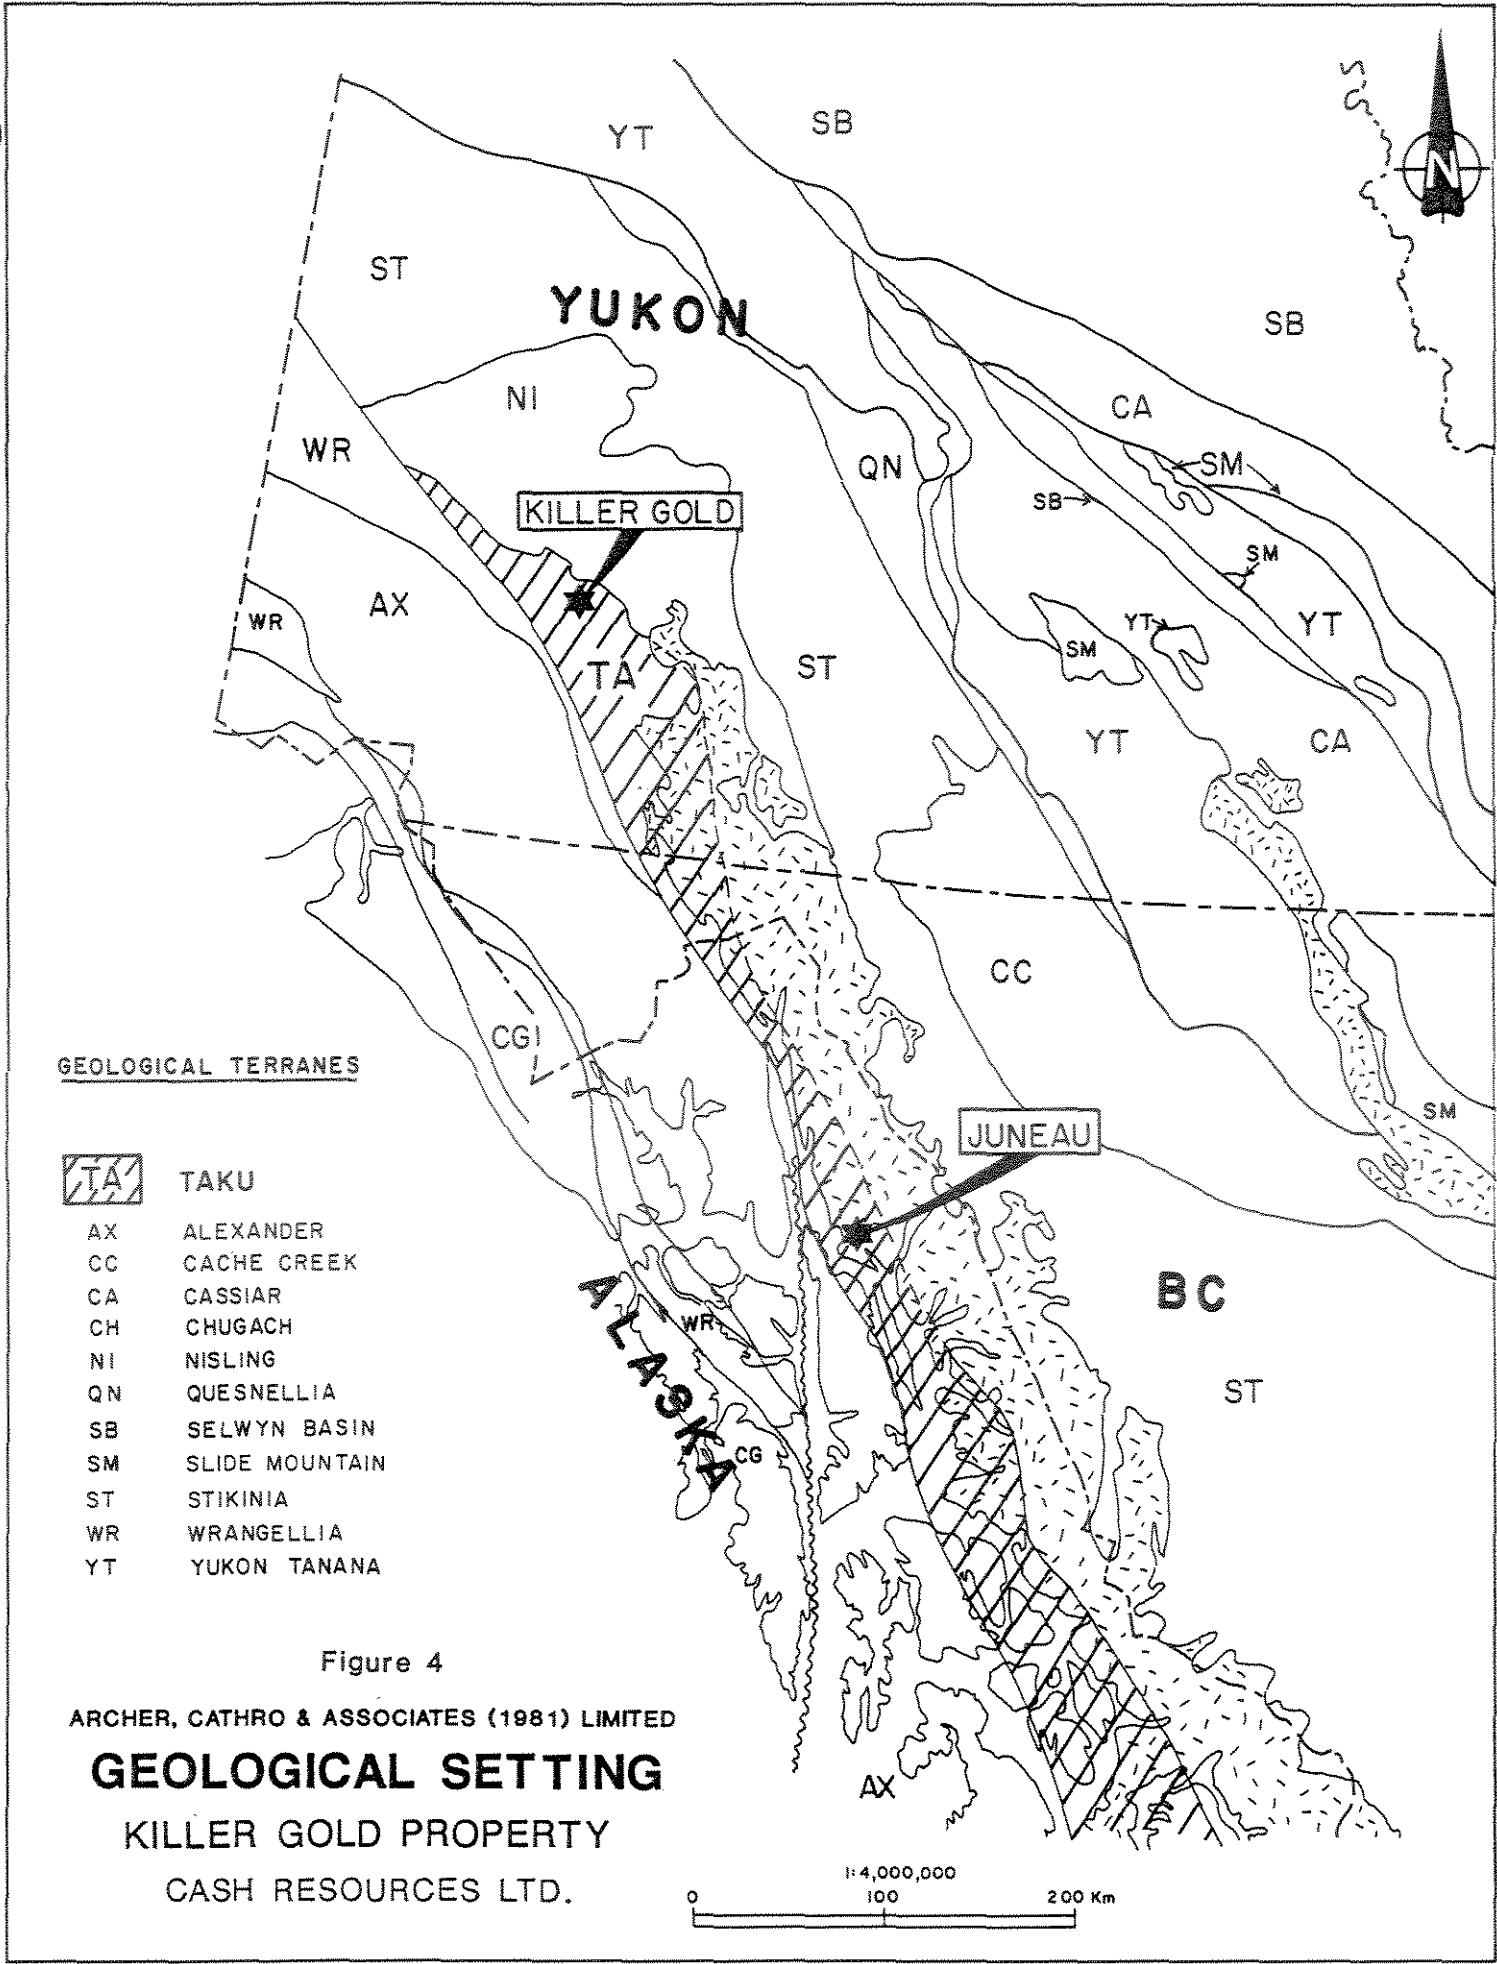 YT
SB
N
ST
YUKON
SB
NI
CA
WR
QN
SM
KILLER GOLD
SB
SM
AX
WR
YT
YT
SM
TA
ST
YT
CA
CC
CGI
GEOLOGICAL TERRANES
SM
JUNEAU
TA TAKU
AX ALEXANDER
CC CACHE CREEK
CA CASSIAR
CH CHUGACH
NI NISLING
QN QUESNELLIA
SB SELWYN BASIN
SM SLIDE MOUNTAIN
ST STIKINIA
WR WRANGELLIA
YT YUKON TANANA
BC
ALASKA
WR
ST
CG
AX
Figure 4
ARCHER, CATHRO & ASSOCIATES (1981) LIMITED
GEOLOGICAL SETTING
KILLER GOLD PROPERTY
CASH RESOURCES LTD.
1:4,000,000
0 100 200 Km